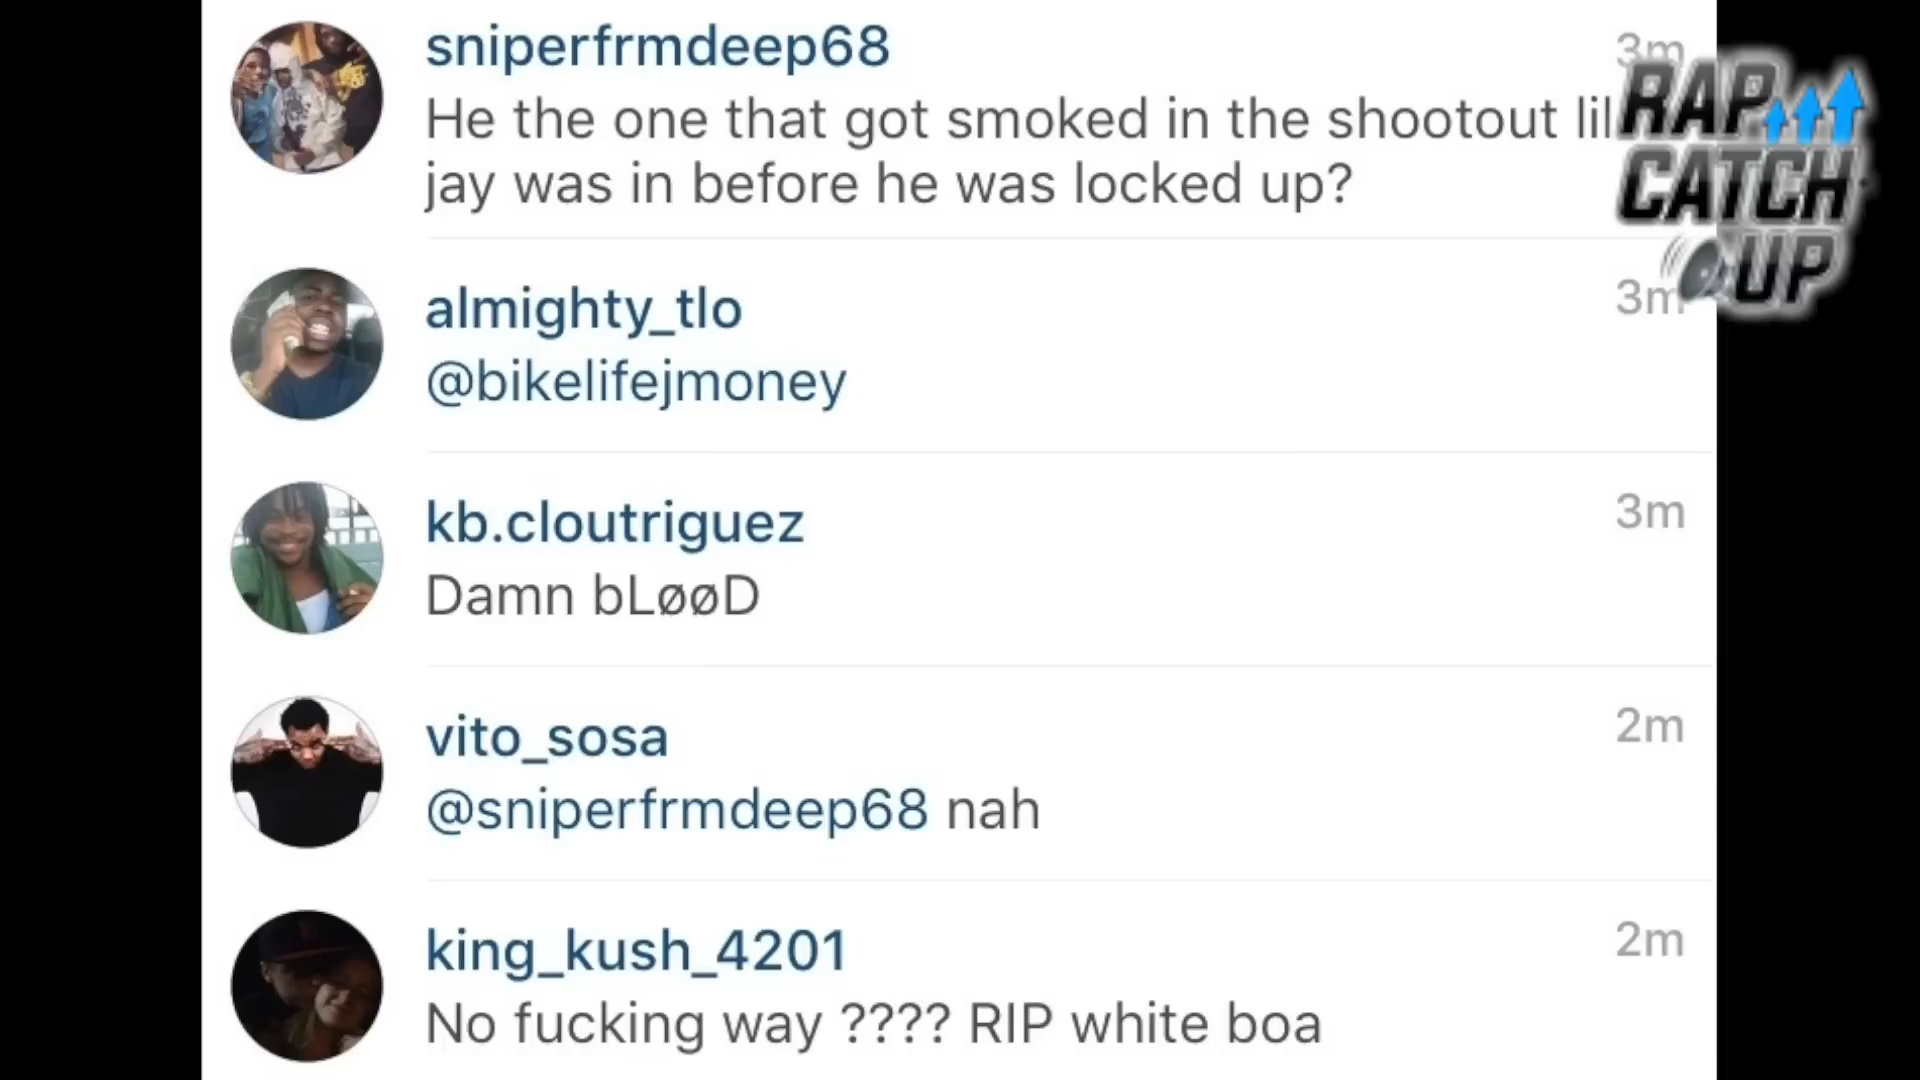 sniperfrmdeep68
3m
He the one that got smoked in the shootout lil
jay was in before he was locked up?
RAP
CATCH
UP
almighty_tlo
3m
@bikelifejmoney
kb.cloutriguez
3m
Damn bLøøD
vito_sosa
2m
@sniperfrmdeep68 nah
king_kush_4201
2m
No fucking way ???? RIP white boa